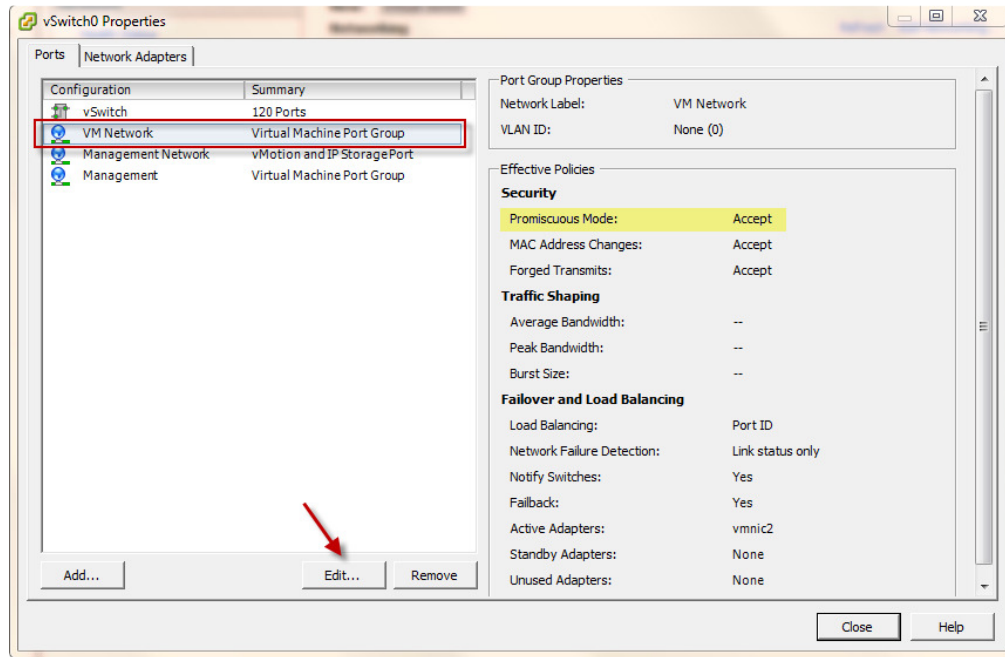 vSwitch0 Properties
Ports
Network Adapters
Configuration
Summary
vSwitch
120 Ports
VM Network
Virtual Machine Port Group
Management Network
vMotion and IP Storage Port
Management
Virtual Machine Port Group
Add...
Edit...
Remove
Port Group Properties
Network Label: VM Network
VLAN ID: None (0)
Effective Policies
Security
Promiscuous Mode: Accept
MAC Address Changes: Accept
Forged Transmits: Accept
Traffic Shaping
Average Bandwidth: --
Peak Bandwidth: --
Burst Size: --
Failover and Load Balancing
Load Balancing: Port ID
Network Failure Detection: Link status only
Notify Switches: Yes
Failback: Yes
Active Adapters: vmnic2
Standby Adapters: None
Unused Adapters: None
Close
Help